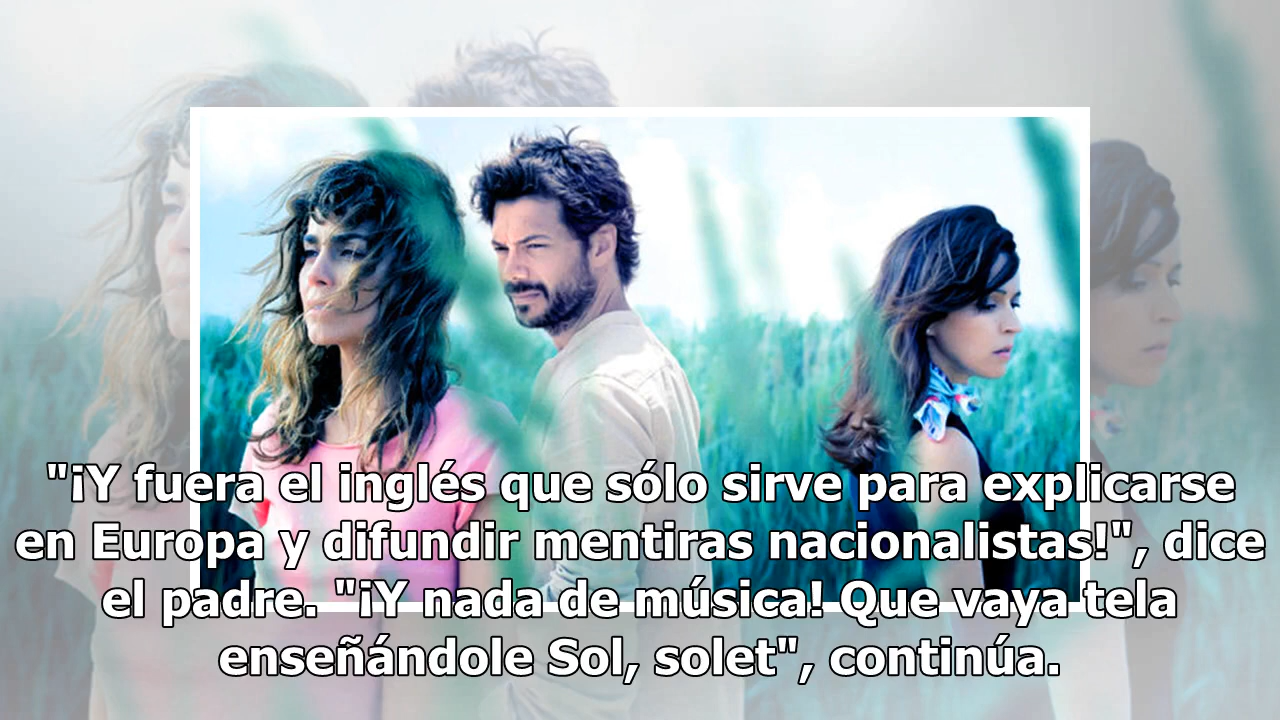 "¡Y fuera el inglés que sólo sirve para explicarse
en Europa y difundir mentiras nacionalistas!", dice
el padre. "¡Y nada de música! Que vaya tela
enseñándole Sol, solet", continúa.